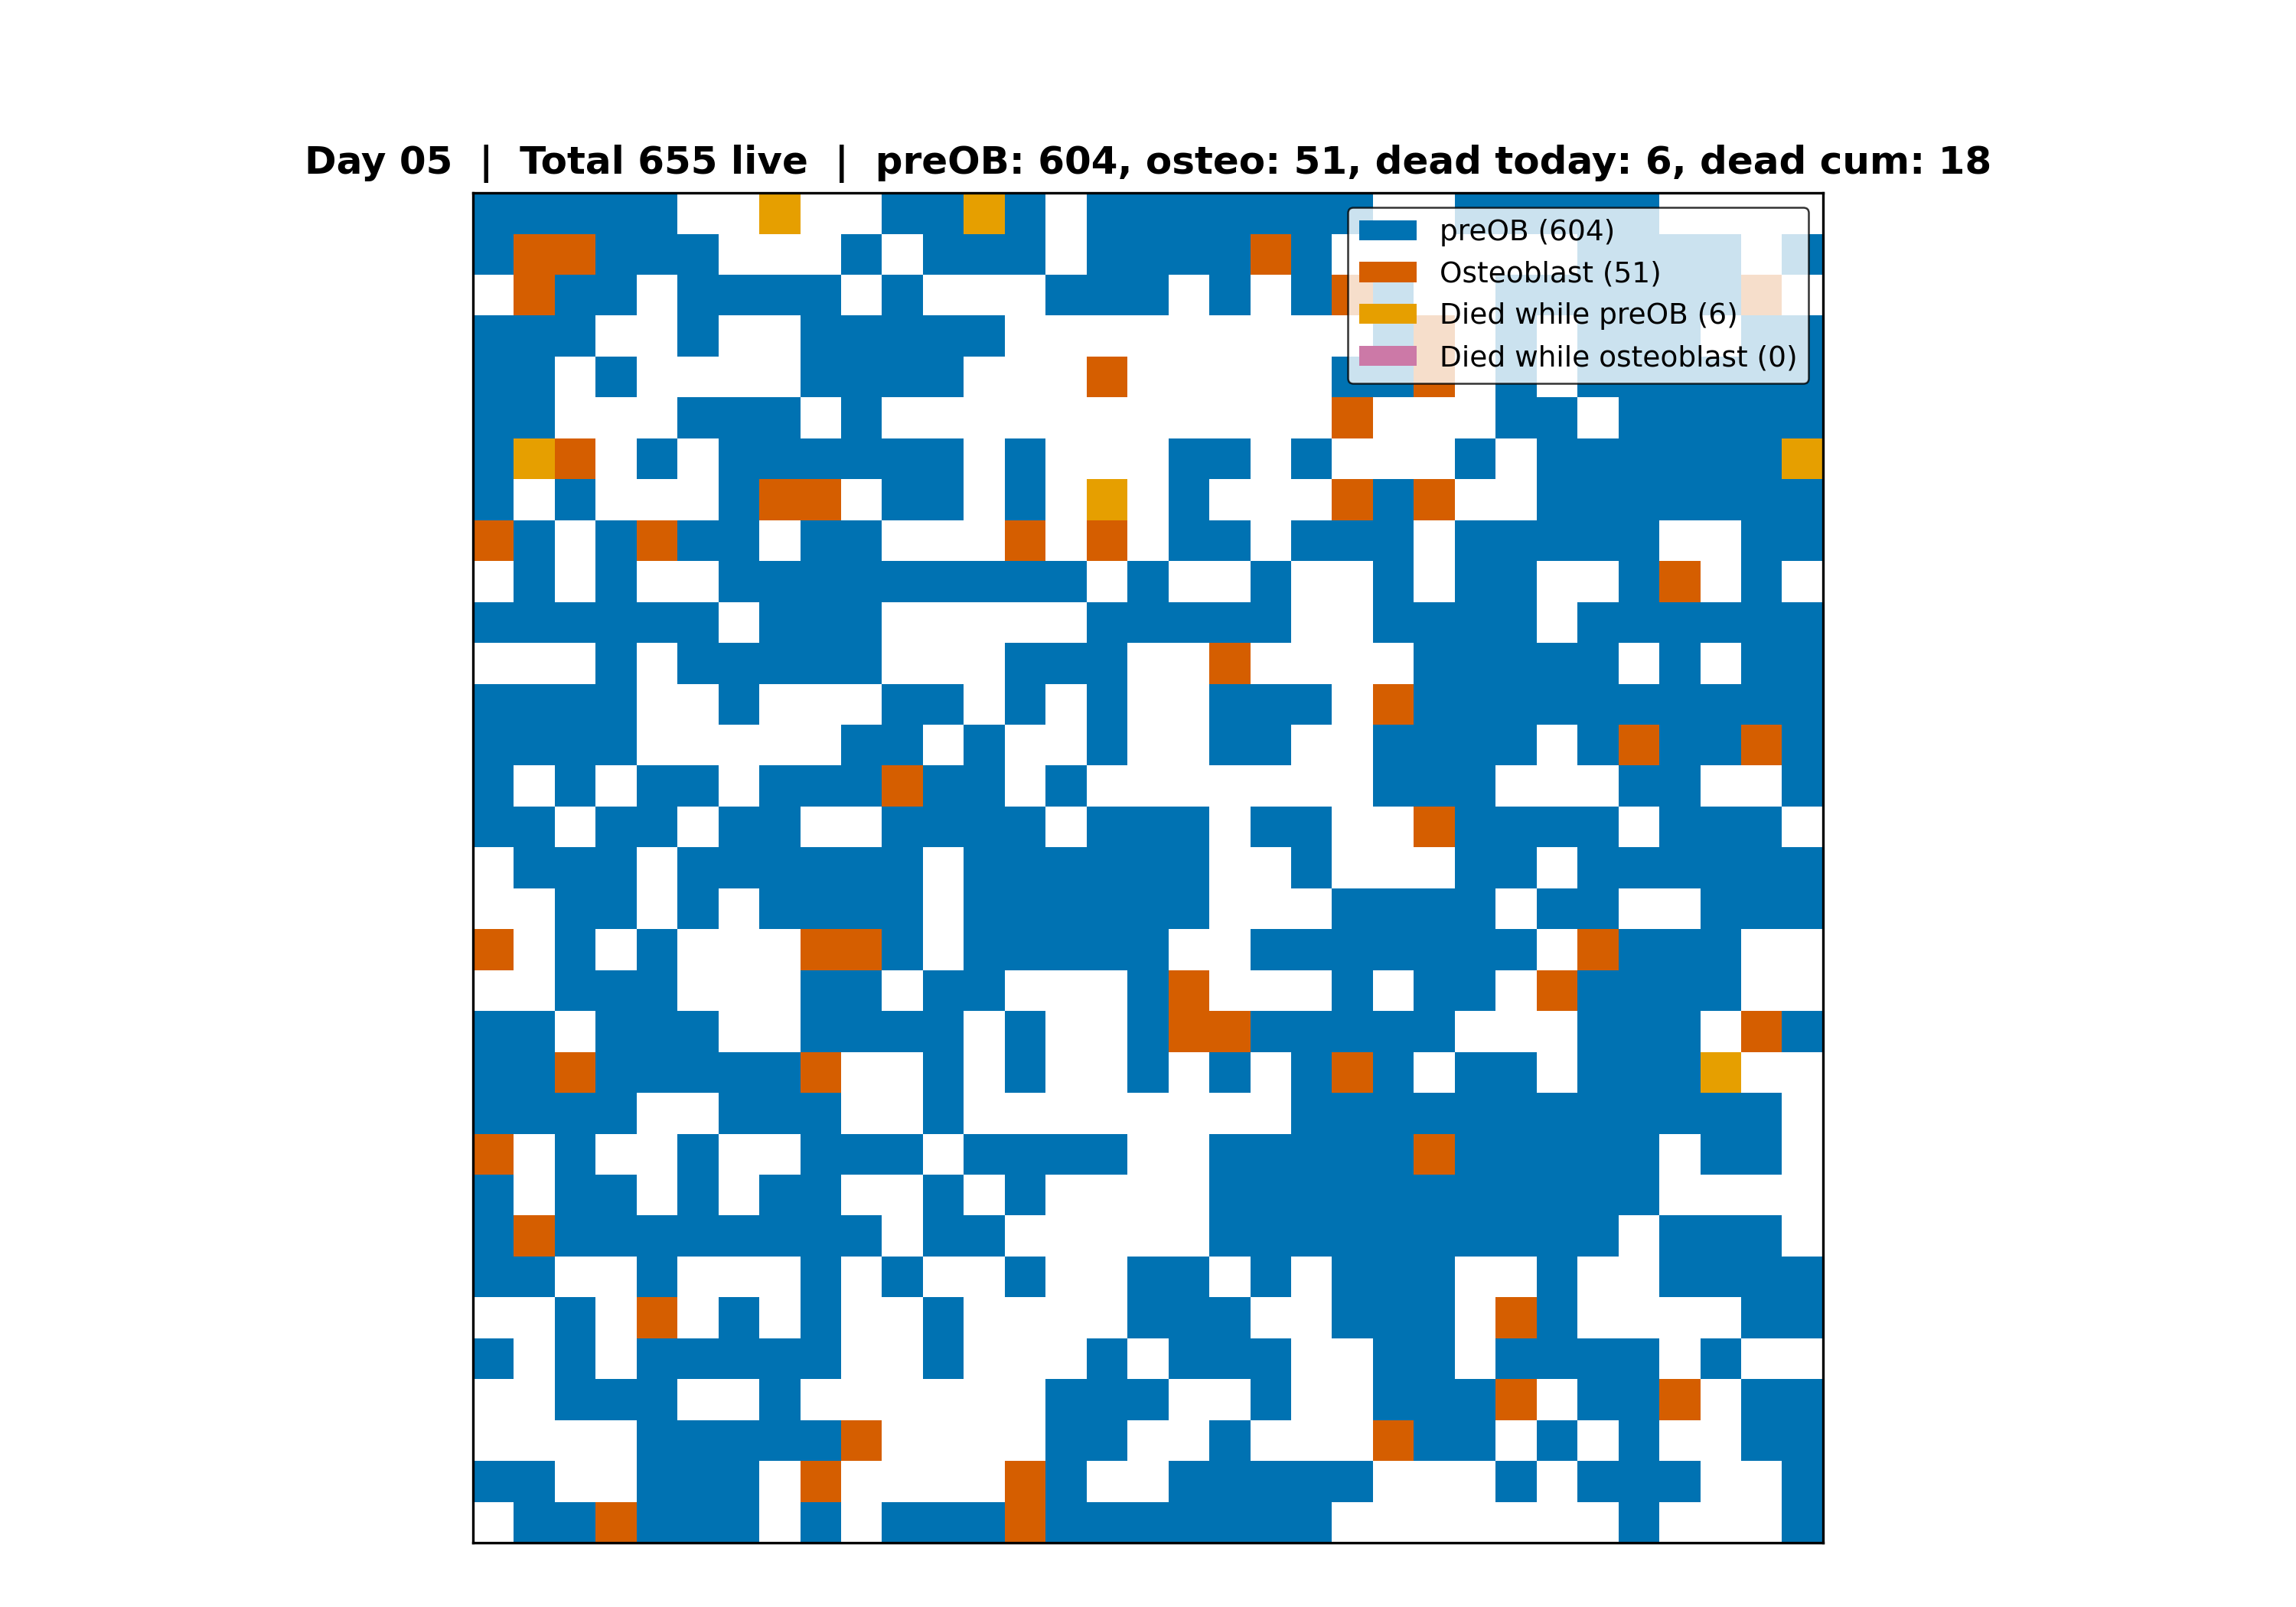 Day 05 | Total 655 live | preOB: 604, osteo: 51, dead today: 6, dead cum: 18
preOB (604)
Osteoblast (51)
Died while preOB (6)
Died while osteoblast (0)